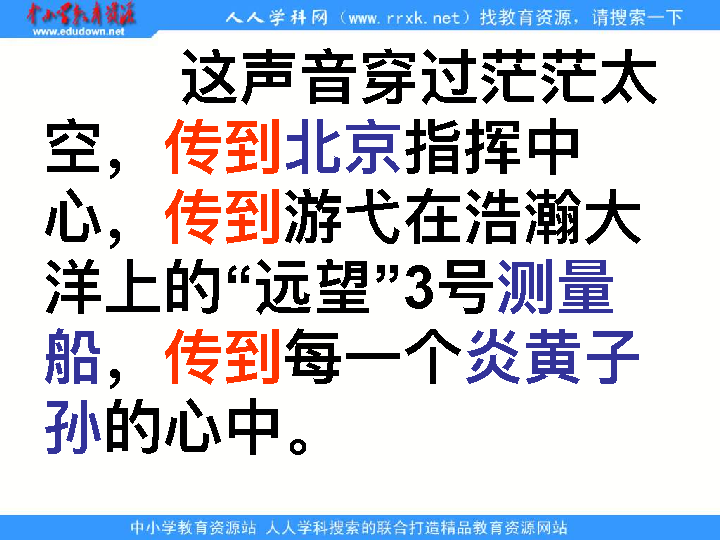 中小学教育资源
www.edudown.net
人人学科网（www.rrxk.net）找教育资源，请搜索一下
这声音穿过茫茫太
空，传到北京指挥中
心，传到游弋在浩瀚大
洋上的“远望”3号测量
船，传到每一个炎黄子
孙的心中。
中小学教育资源站 人人学科搜索的联合打造精品教育资源网站